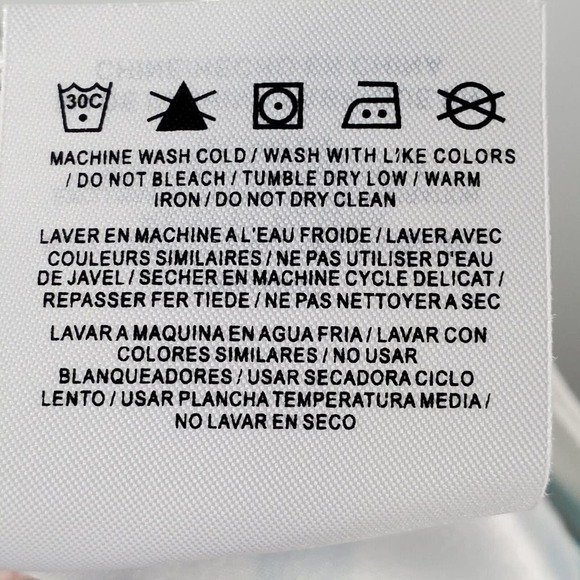 30C
MACHINE WASH COLD / WASH WITH LIKE COLORS
/ DO NOT BLEACH / TUMBLE DRY LOW / WARM
IRON / DO NOT DRY CLEAN
LAVER EN MACHINE A L'EAU FROIDE / LAVER AVEC
COULEURS SIMILAIRES / NE PAS UTILISER D'EAU
DE JAVEL / SECHER EN MACHINE CYCLE DELICAT /
REPASSER FER TIEDE / NE PAS NETTOYER A SEC
LAVAR A MAQUINA EN AGUA FRIA / LAVAR CON
COLORES SIMILARES / NO USAR
BLANQUEADORES / USAR SECADORA CICLO
LENTO / USAR PLANCHA TEMPERATURA MEDIA /
NO LAVAR EN SECO